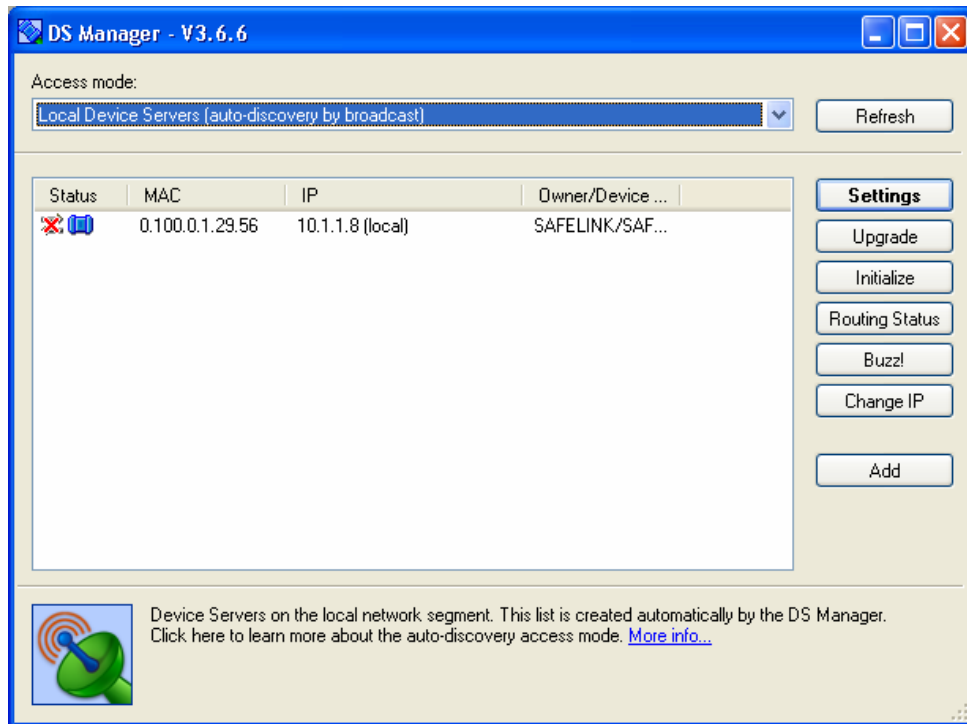 DS Manager - V3.6.6
Access mode:
Local Device Servers (auto-discovery by broadcast)
Refresh
Status MAC IP Owner/Device ...
0.100.0.1.29.56 10.1.1.8 (local) SAFELINK/SAF...
Settings
Upgrade
Initialize
Routing Status
Buzz!
Change IP
Add
Device Servers on the local network segment. This list is created automatically by the DS Manager.
Click here to learn more about the auto-discovery access mode. More info...